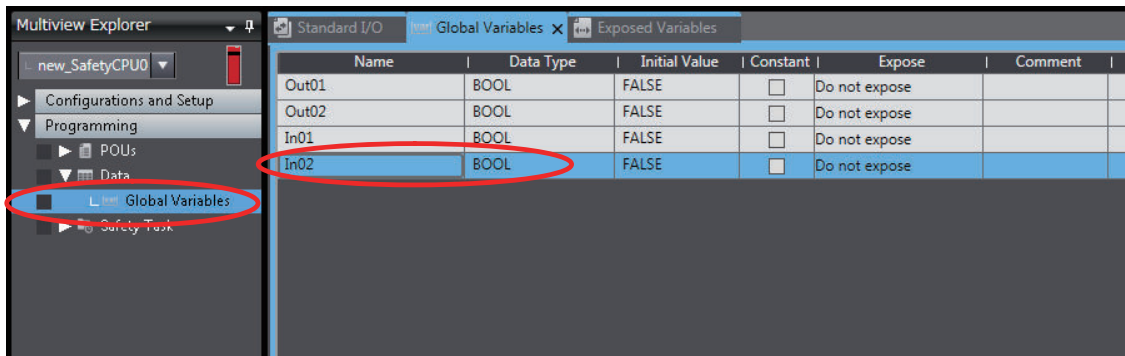 Multiview Explorer
new_SafetyCPU0
Configurations and Setup
Programming
POUs
Data
Global Variables
Safety Task
Standard I/O Global Variables Exposed Variables
Name Data Type Initial Value Constant Expose Comment
Out01 BOOL FALSE Do not expose
Out02 BOOL FALSE Do not expose
In01 BOOL FALSE Do not expose
In02 BOOL FALSE Do not expose